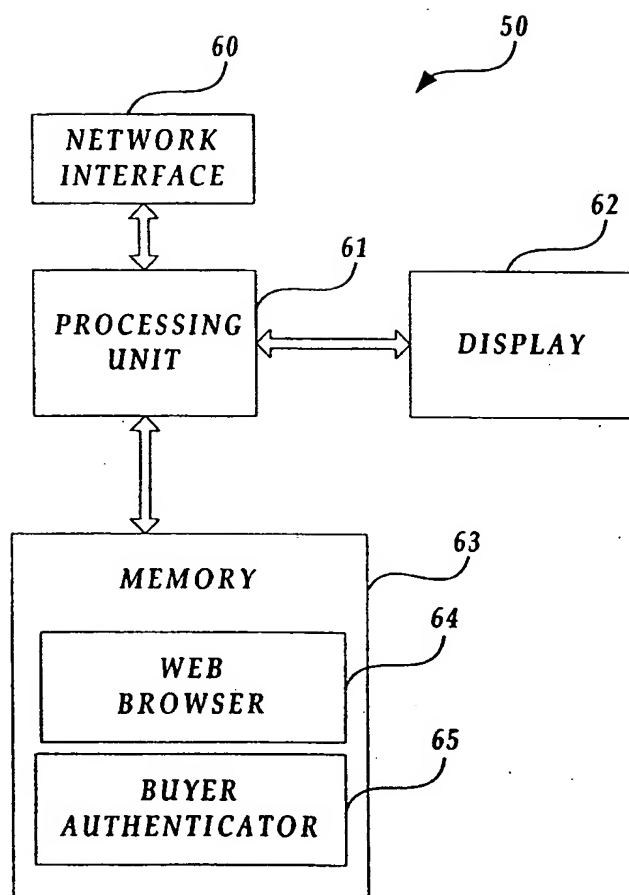 50
60
NETWORK
INTERFACE
61
62
PROCESSING
UNIT
DISPLAY
63
MEMORY
64
WEB
BROWSER
65
BUYER
AUTHENTICATOR